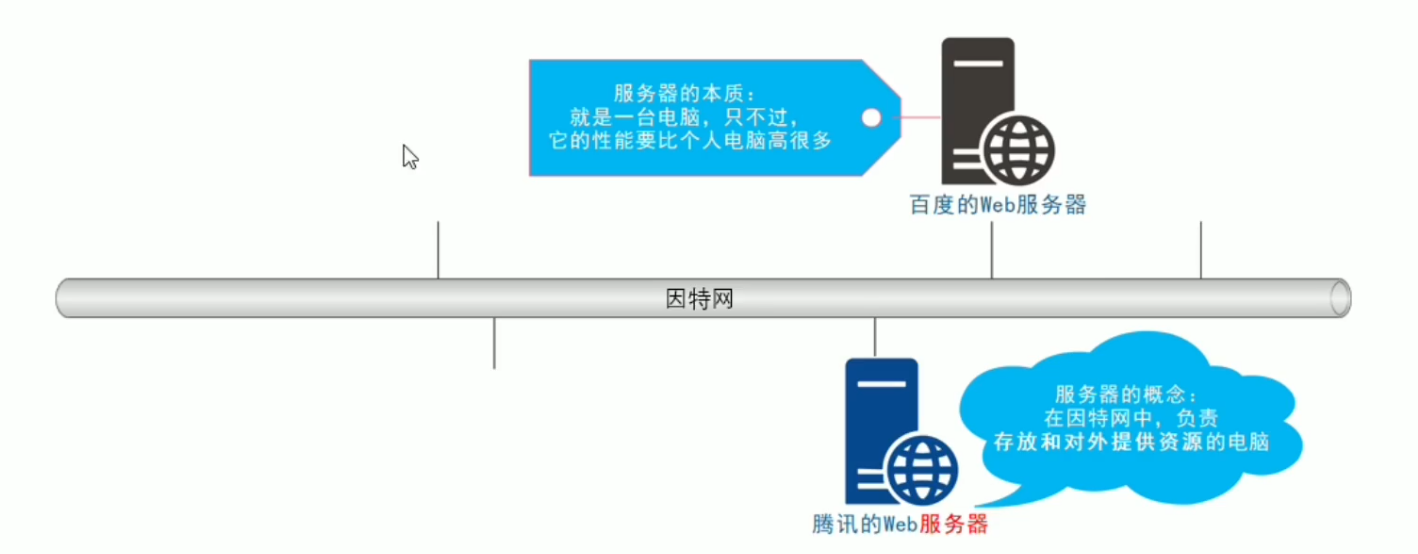 服务器的本质：
就是一台电脑，只不过，
它的性能要比个人电脑高很多
百度的Web服务器
因特网
服务器的概念：
在因特网中，负责
存放和对外提供资源的电脑
腾讯的Web服务器